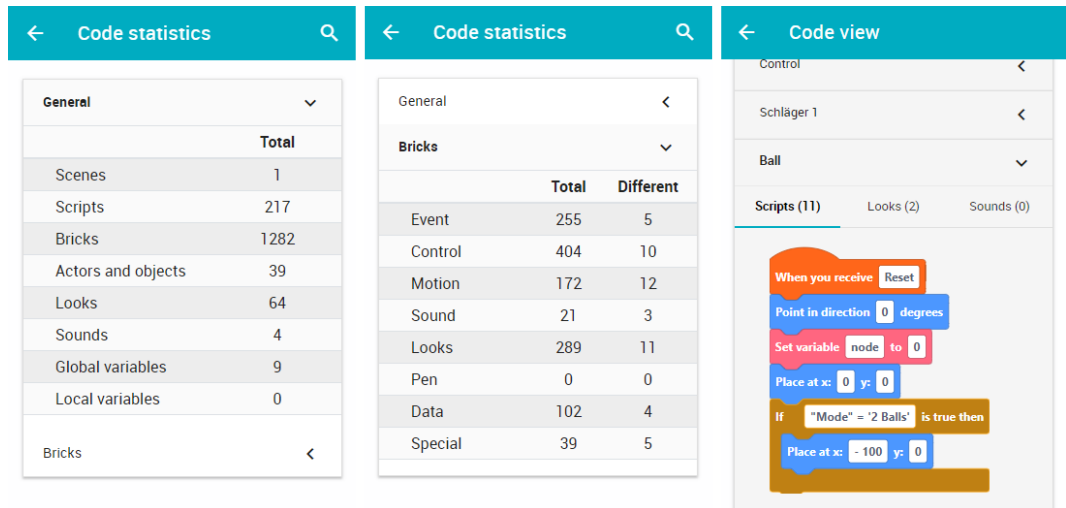 Code statistics
General
Total
Scenes 1
Scripts 217
Bricks 1282
Actors and objects 39
Looks 64
Sounds 4
Global variables 9
Local variables 0
Bricks
Code statistics
General
Bricks
Total Different
Event 255 5
Control 404 10
Motion 172 12
Sound 21 3
Looks 289 11
Pen 0 0
Data 102 4
Special 39 5
Code view
Control
Schläger 1
Ball
Scripts (11) Looks (2) Sounds (0)
When you receive Reset
Point in direction 0 degrees
Set variable node to 0
Place at x: 0 y: 0
If "Mode" = '2 Balls' is true then
Place at x: - 100 y: 0